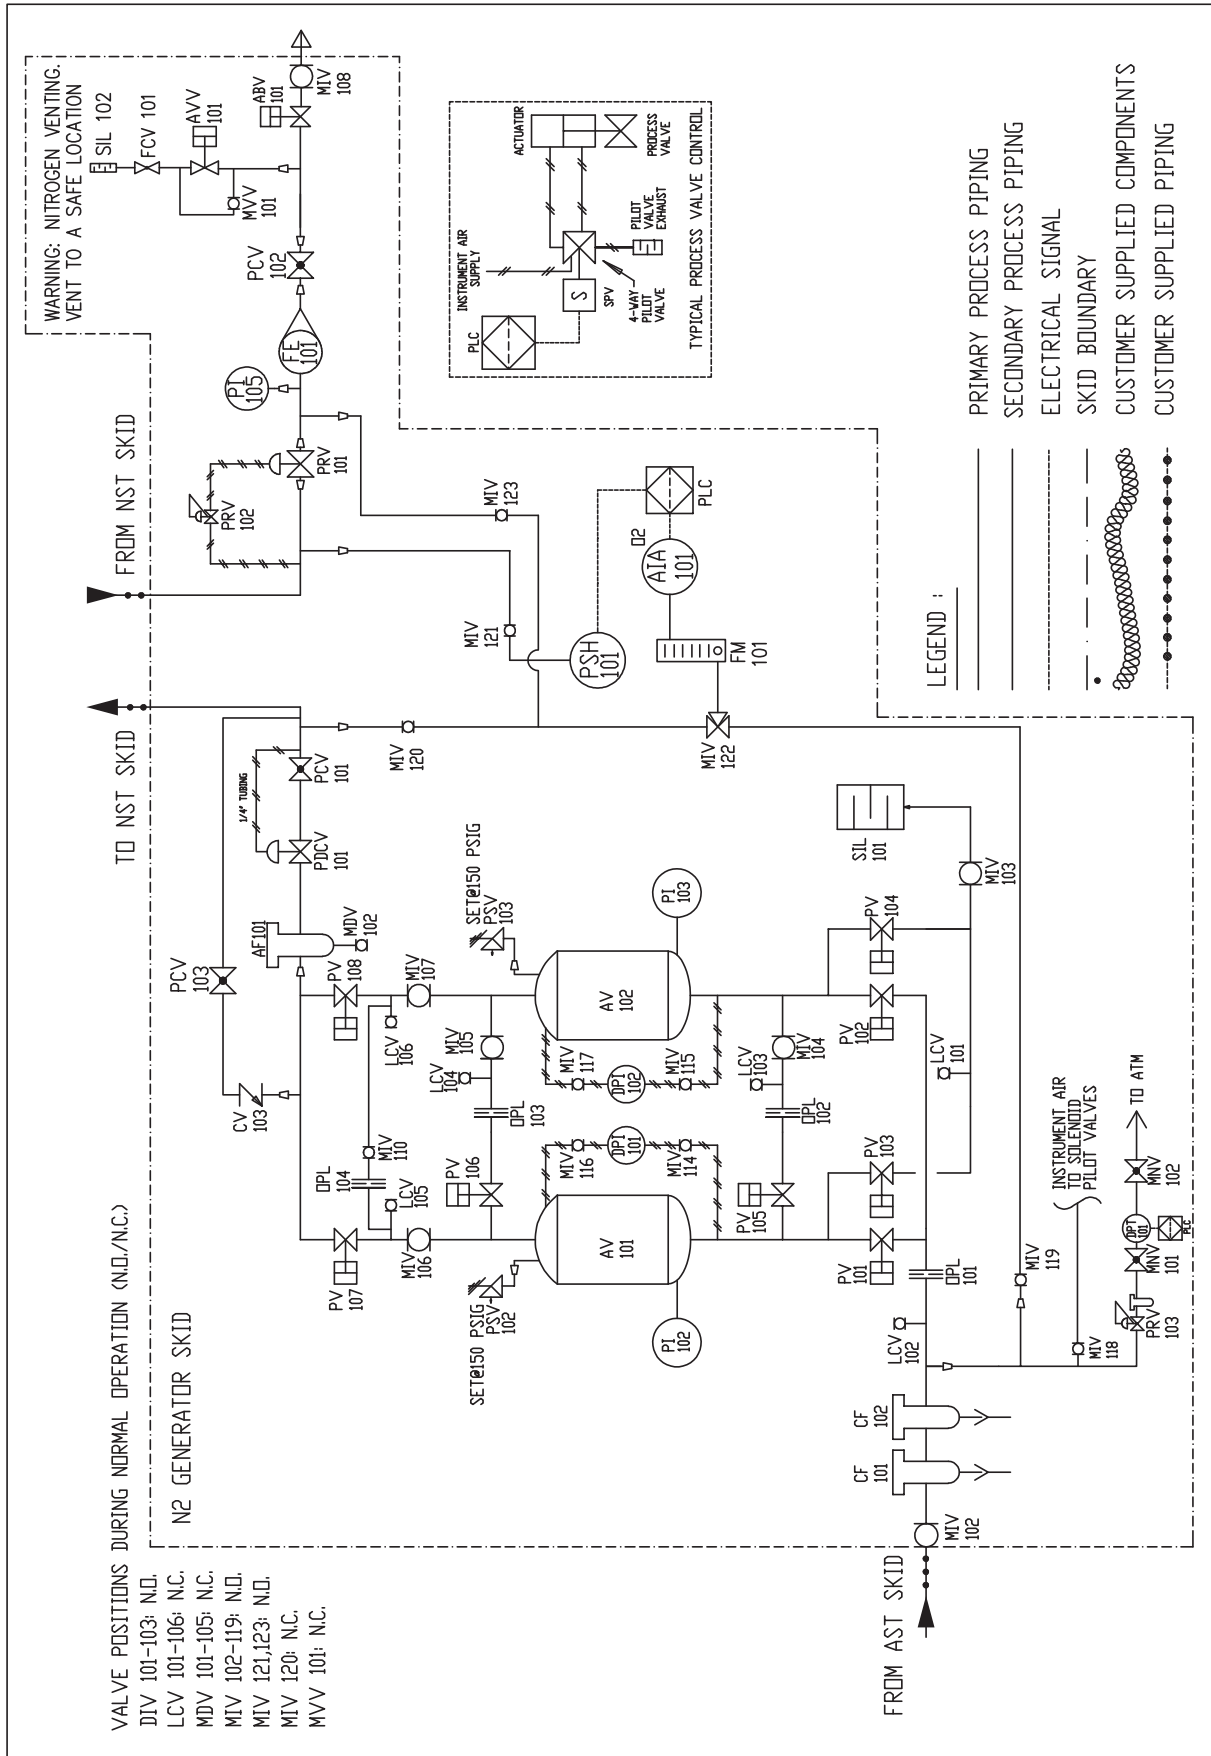 VALVE POSITIONS DURING NORMAL OPERATION (N.O./N.C.)
DIV 101-103: N.O.
LCV 101-106: N.C.
MDV 101-105: N.C.
MIV 102-119: N.O.
MIV 121,123: N.O.
MIV 120: N.C.
MVV 101: N.C.
N2 GENERATOR SKID
TO NST SKID
FROM NST SKID
WARNING: NITROGEN VENTING.
VENT TO A SAFE LOCATION
SIL 102
FCV 101
AVV
101
MVV
101
ABV
101
MIV
108
PCV
102
FE
101
PI
105
PRV
101
PRV
102
MIV
123
MIV
121
PSH
101
O2
AIA
101
PLC
FM
101
MIV
122
MIV
120
1/4" TUBING
PCV
101
PDCV
101
AF101
MDV
102
PCV
103
CV
103
PV
108
MIV
107
LCV
106
MIV
110
OPL
104
LCV
105
PV
107
MIV
106
MIV
105
LCV
104
OPL
103
PV
106
SET@150 PSIG
PSV
103
SET@150 PSIG
PSV
102
AV
102
AV
101
PI
103
PI
102
MIV
117
DPI
102
MIV
115
MIV
116
DPI
101
MIV
114
LCV
103
MIV
104
OPL
102
PV
105
PV
104
PV
102
PV
103
PV
101
SIL
101
MIV
103
LCV
101
OPL
101
LCV
102
CF
102
CF
101
MIV
102
FROM AST SKID
MIV
119
MIV
118
INSTRUMENT AIR
TO SOLENOID
PILOT VALVES
PRV
103
MNV
101
DPT
101
PLC
MNV
102
TO ATM
ACTUATOR
PROCESS
VALVE
INSTRUMENT AIR
SUPPLY
PILOT
VALVE
EXHAUST
S
SPV
4-WAY
PILOT
VALVE
PLC
TYPICAL PROCESS VALVE CONTROL
LEGEND :
PRIMARY PROCESS PIPING
SECONDARY PROCESS PIPING
ELECTRICAL SIGNAL
SKID BOUNDARY
CUSTOMER SUPPLIED COMPONENTS
CUSTOMER SUPPLIED PIPING